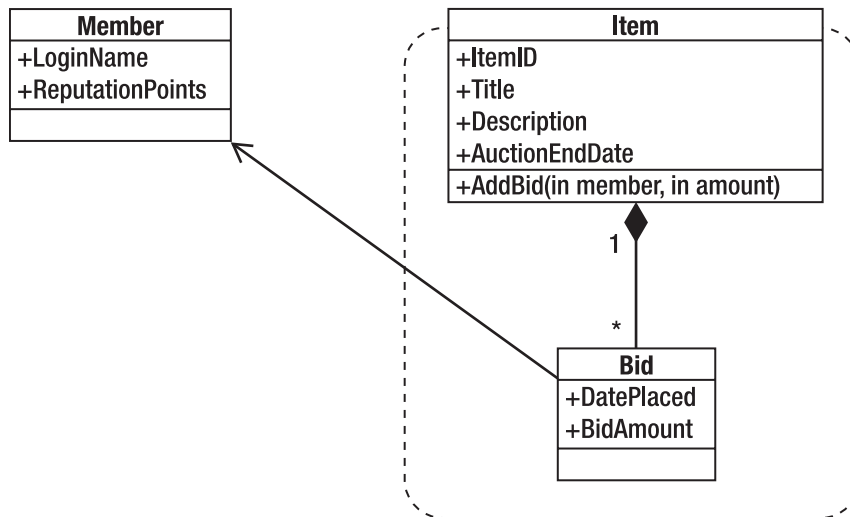 Member
+LoginName
+ReputationPoints
Item
+ItemID
+Title
+Description
+AuctionEndDate
+AddBid(in member, in amount)
1
*
Bid
+DatePlaced
+BidAmount